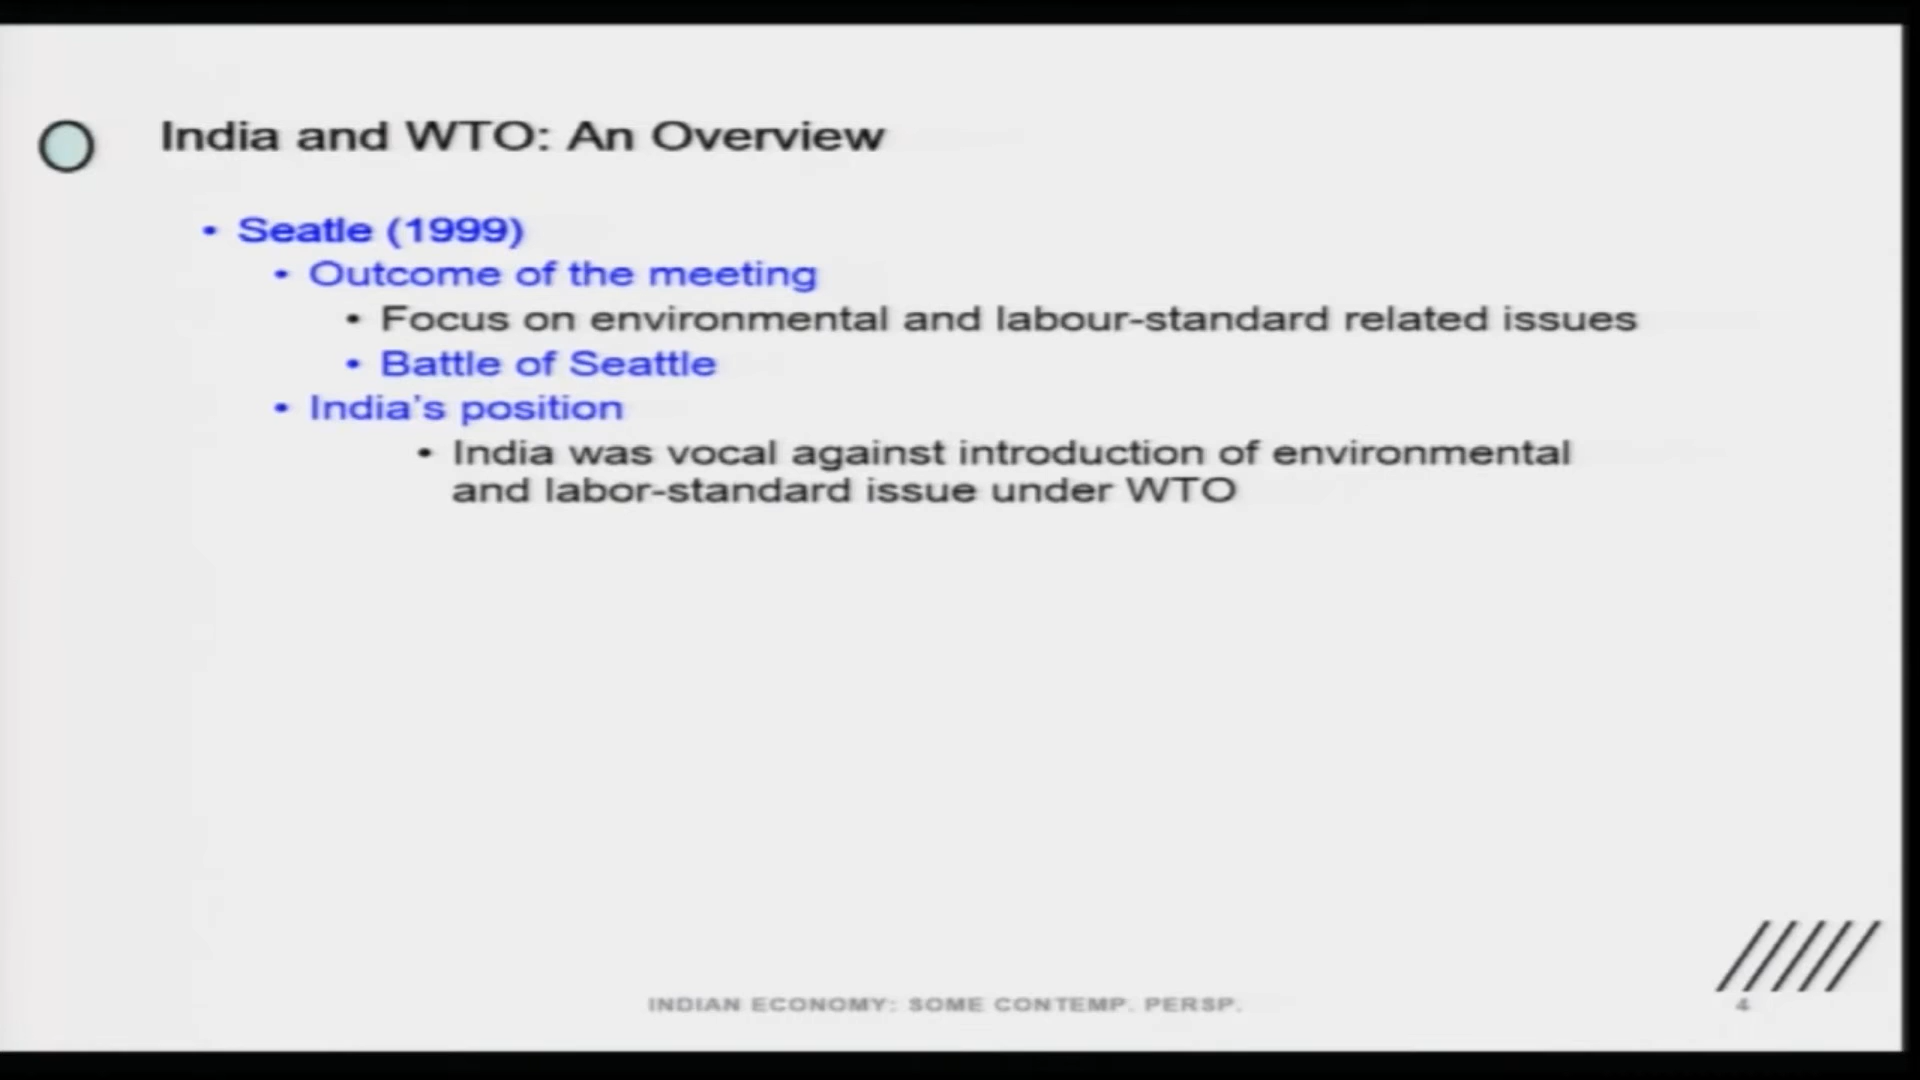 India and WTO: An Overview
• Seatle (1999)
• Outcome of the meeting
• Focus on environmental and labour-standard related issues
• Battle of Seattle
• India's position
• India was vocal against introduction of environmental
and labor-standard issue under WTO
INDIAN ECONOMY: SOME CONTEMP. PERSP.
4